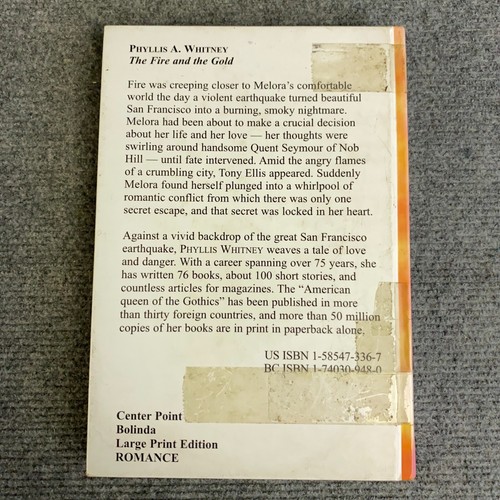 PHYLLIS A. WHITNEY
The Fire and the Gold
Fire was creeping closer to Melora's comfortable
world the day a violent earthquake turned beautiful
San Francisco into a burning, smoky nightmare.
Melora had been about to make a crucial decision
about her life and her love — her thoughts were
swirling around handsome Quent Seymour of Nob
Hill — until fate intervened. Amid the angry flames
of a crumbling city, Tony Ellis appeared. Suddenly
Melora found herself plunged into a whirlpool of
romantic conflict from which there was only one
secret escape, and that secret was locked in her heart.
Against a vivid backdrop of the great San Francisco
earthquake, PHYLLIS WHITNEY weaves a tale of love
and danger. With a career spanning over 75 years, she
has written 76 books, about 100 short stories, and
countless articles for magazines. The "American
queen of the Gothics" has been published in more
than thirty foreign countries, and more than 50 million
copies of her books are in print in paperback alone.
US ISBN 1-58547-336-7
BC ISBN 1-74030-948-0
Center Point
Bolinda
Large Print Edition
ROMANCE